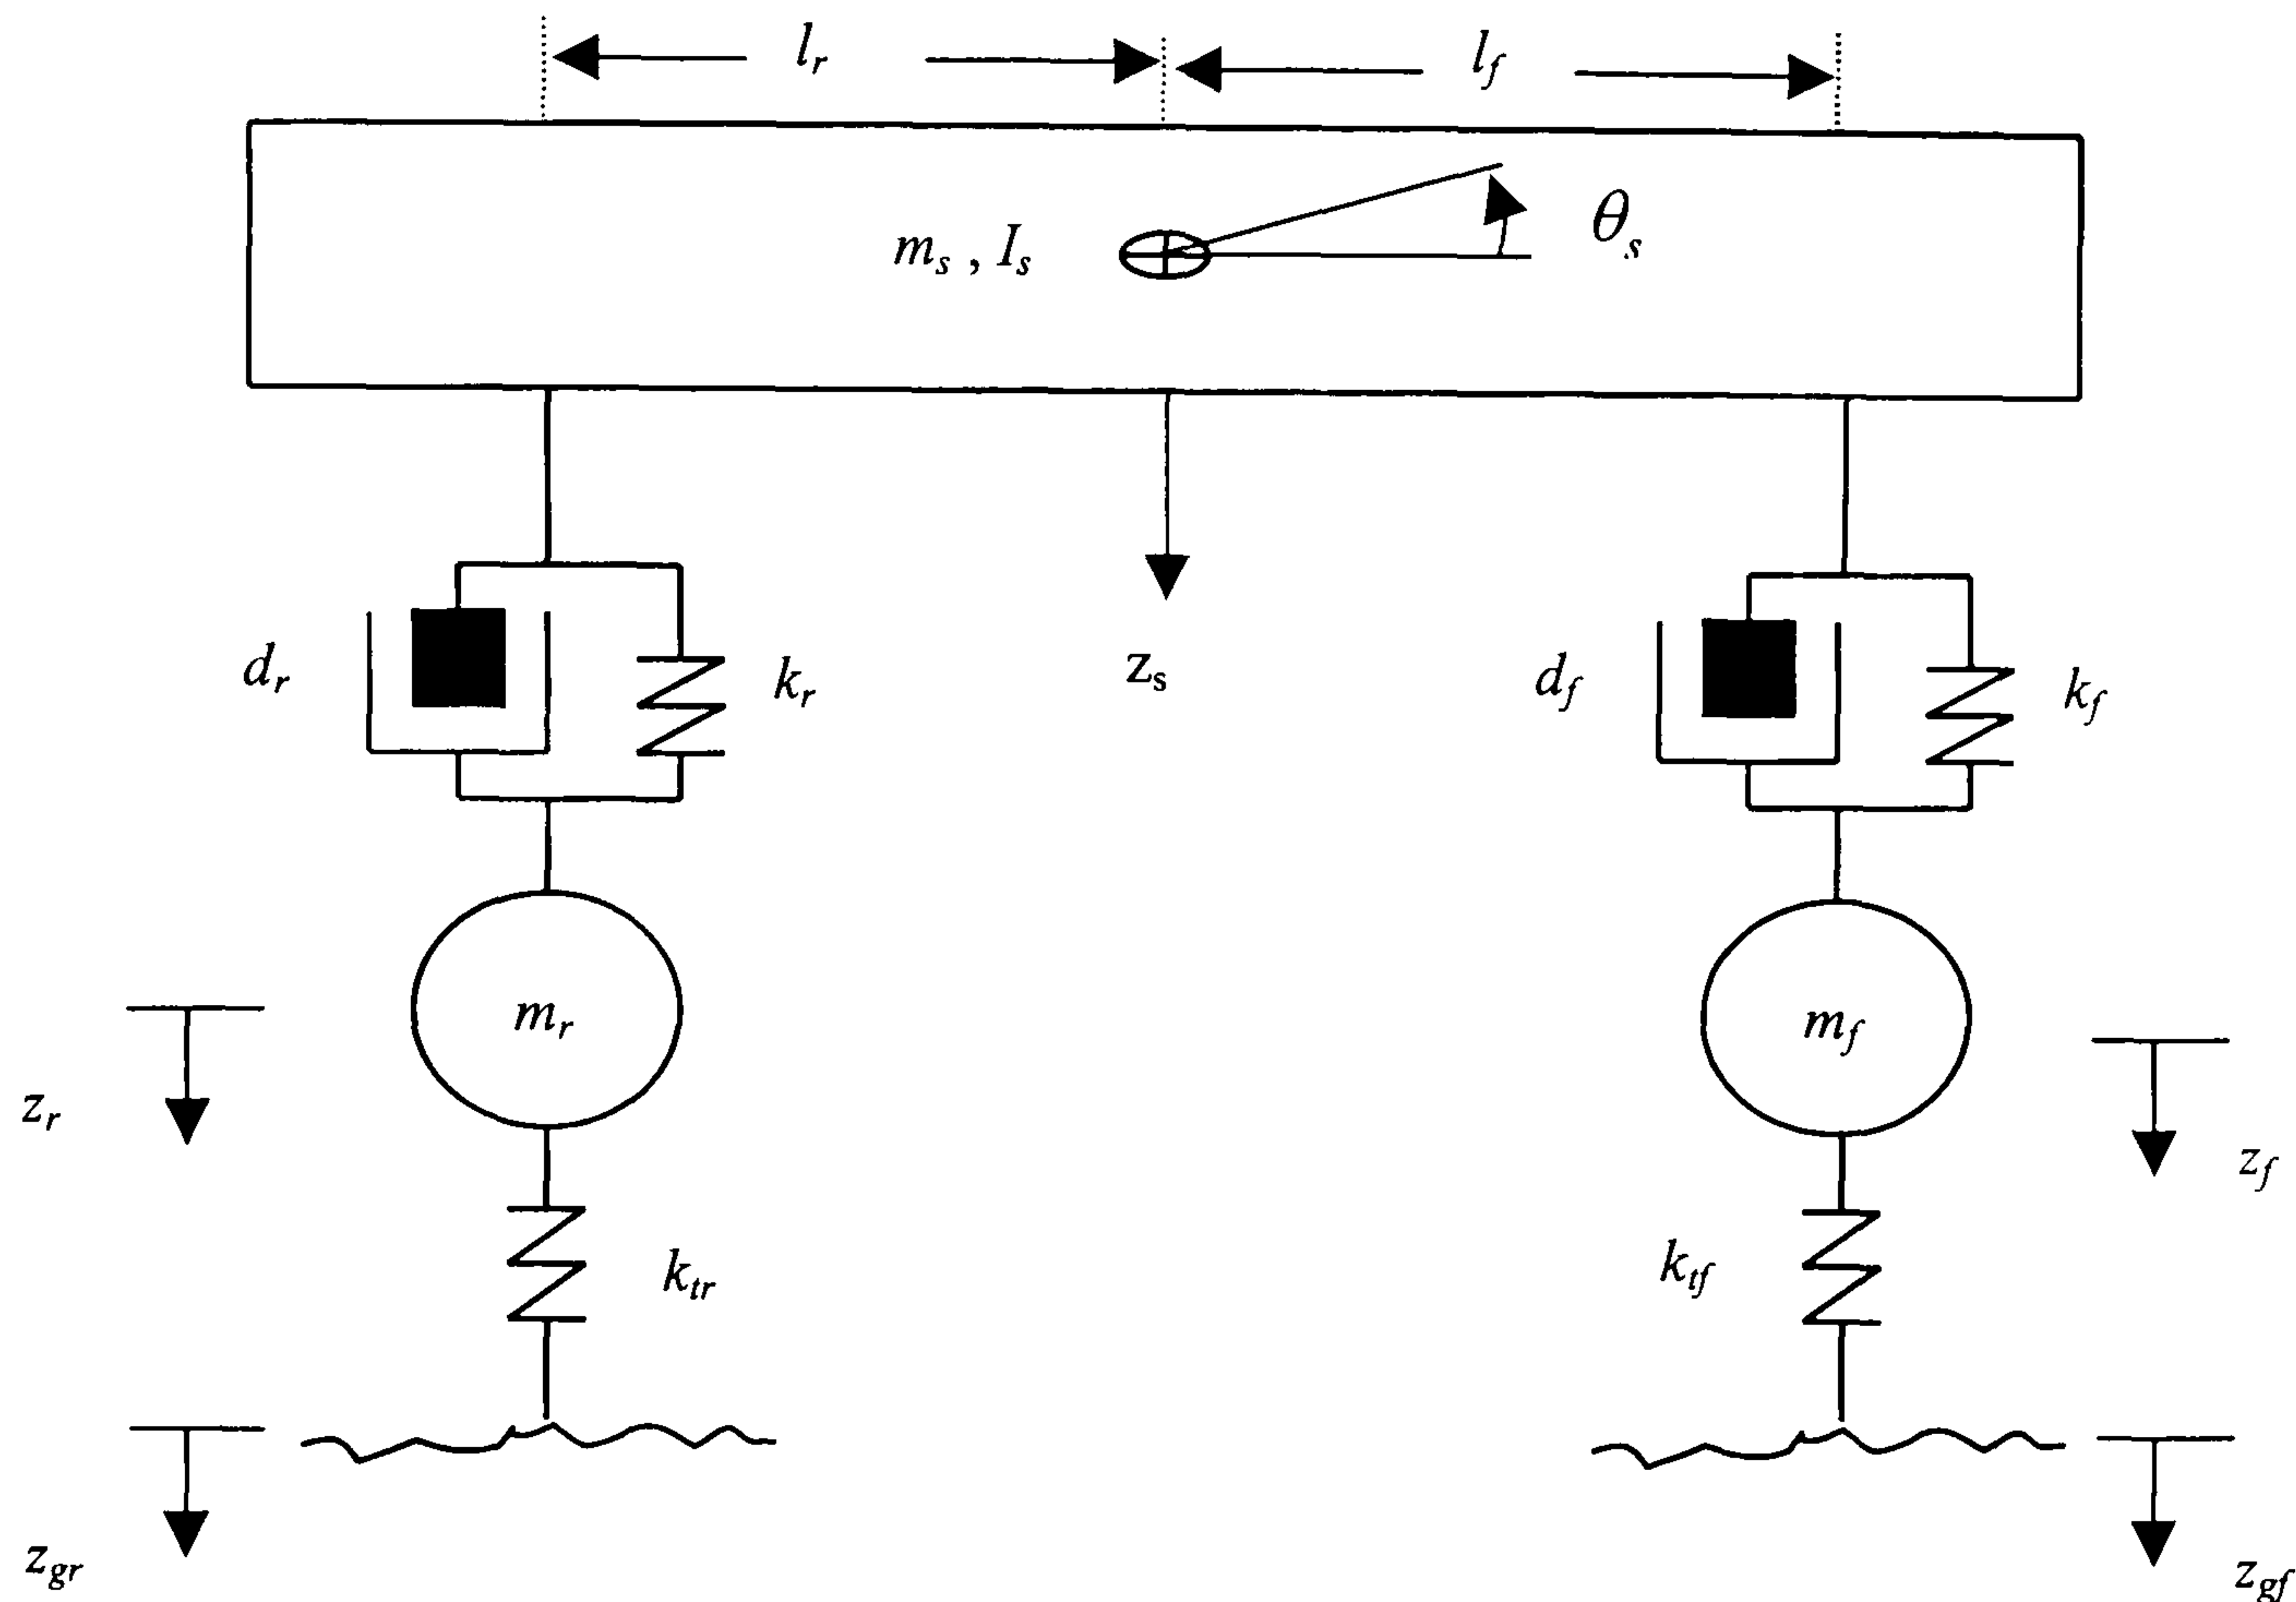 l_r
l_f
m_s , I_s
θ_s
d_r
k_r
z_s
d_f
k_f
m_r
m_f
z_r
z_f
k_tr
k_tf
z_gr
z_gf